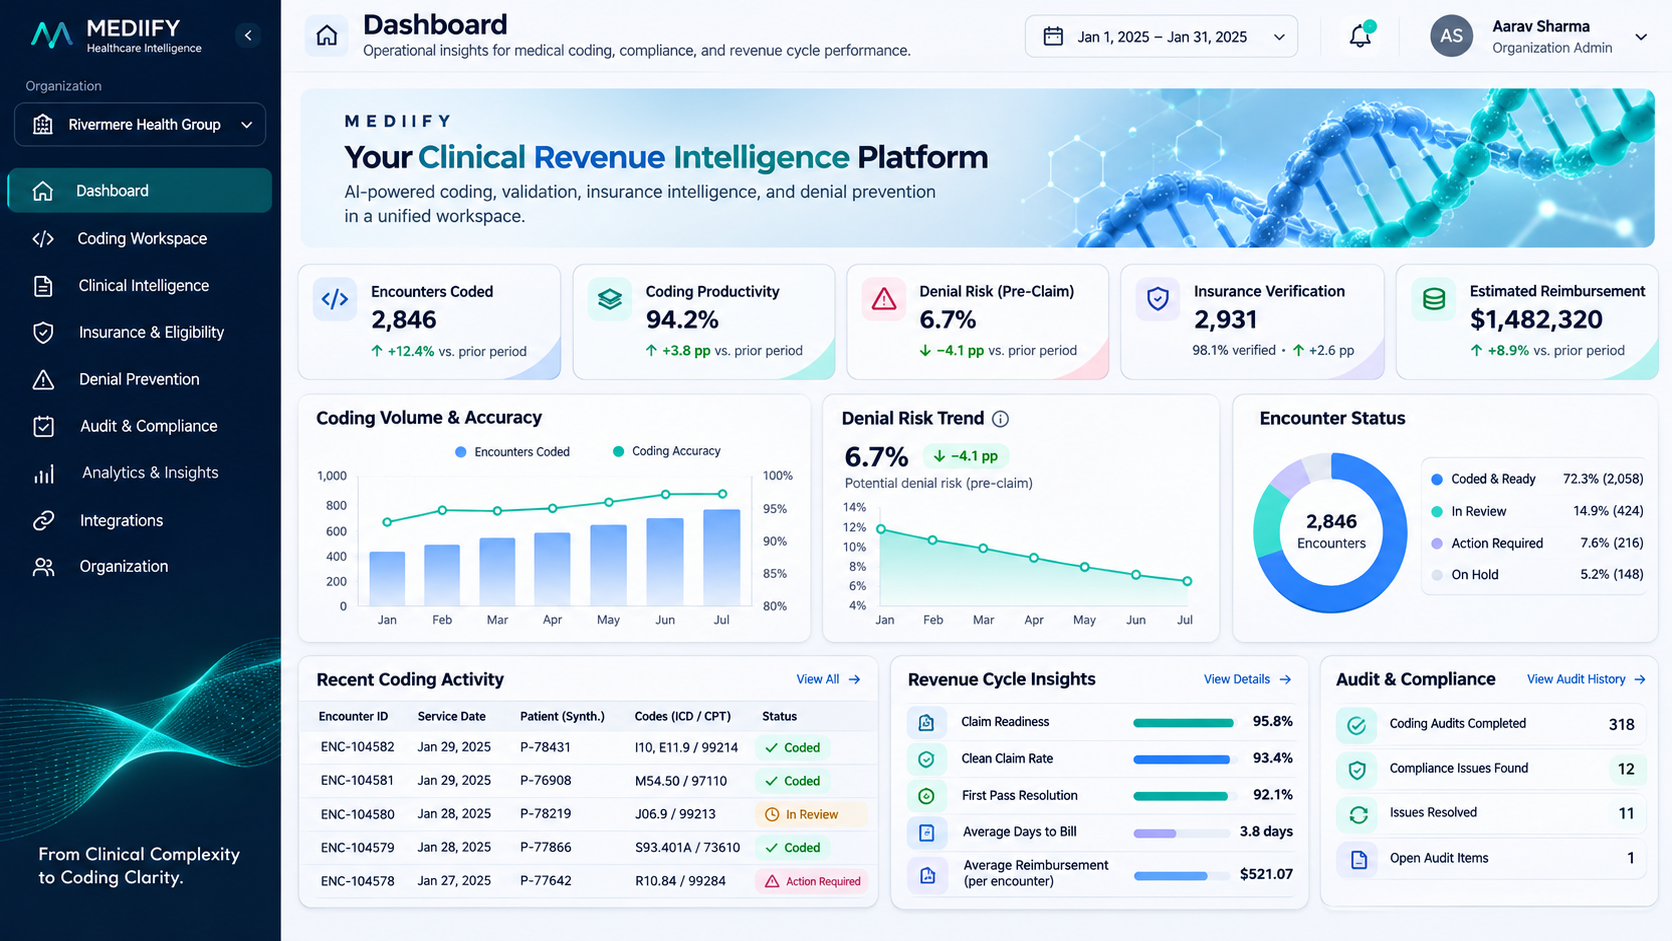 MEDIIFY
Healthcare Intelligence
Organization
Rivermere Health Group
Dashboard
Coding Workspace
Clinical Intelligence
Insurance & Eligibility
Denial Prevention
Audit & Compliance
Analytics & Insights
Integrations
Organization
From Clinical Complexity
to Coding Clarity.
Dashboard
Operational insights for medical coding, compliance, and revenue cycle performance.
Jan 1, 2025 – Jan 31, 2025
AS
Aarav Sharma
Organization Admin
MEDIIFY
Your Clinical Revenue Intelligence Platform
AI-powered coding, validation, insurance intelligence, and denial prevention
in a unified workspace.
Encounters Coded
2,846
↑ +12.4% vs. prior period
Coding Productivity
94.2%
↑ +3.8 pp vs. prior period
Denial Risk (Pre-Claim)
6.7%
↓ −4.1 pp vs. prior period
Insurance Verification
2,931
98.1% verified • ↑ +2.6 pp
Estimated Reimbursement
$1,482,320
↑ +8.9% vs. prior period
Coding Volume & Accuracy
Encounters Coded Coding Accuracy
1,000 100%
800 95%
600 90%
400
200 85%
0 80%
Jan Feb Mar Apr May Jun Jul
Denial Risk Trend
6.7% ↓ −4.1 pp
Potential denial risk (pre-claim)
14%
12%
10%
8%
6%
4%
Jan Feb Mar Apr May Jun Jul
Encounter Status
2,846
Encounters
Coded & Ready 72.3% (2,058)
In Review 14.9% (424)
Action Required 7.6% (216)
On Hold 5.2% (148)
Recent Coding Activity View All →
Encounter ID Service Date Patient (Synth.) Codes (ICD / CPT) Status
ENC-104582 Jan 29, 2025 P-78431 I10, E11.9 / 99214 Coded
ENC-104581 Jan 29, 2025 P-76908 M54.50 / 97110 Coded
ENC-104580 Jan 28, 2025 P-78219 J06.9 / 99213 In Review
ENC-104579 Jan 28, 2025 P-77866 S93.401A / 73610 Coded
ENC-104578 Jan 27, 2025 P-77642 R10.84 / 99284 Action Required
Revenue Cycle Insights View Details →
Claim Readiness 95.8%
Clean Claim Rate 93.4%
First Pass Resolution 92.1%
Average Days to Bill 3.8 days
Average Reimbursement
(per encounter) $521.07
Audit & Compliance View Audit History →
Coding Audits Completed 318
Compliance Issues Found 12
Issues Resolved 11
Open Audit Items 1